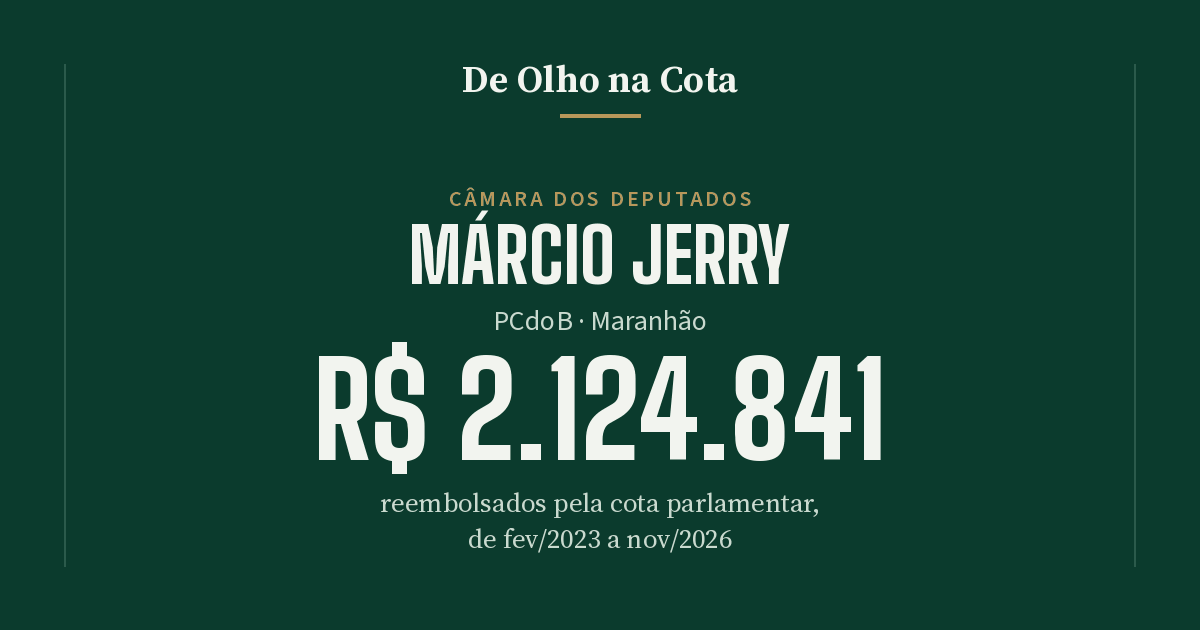 De Olho na Cota
CÂMARA DOS DEPUTADOS
MÁRCIO JERRY
PCdoB · Maranhão
R$ 2.124.841
reembolsados pela cota parlamentar,
de fev/2023 a nov/2026